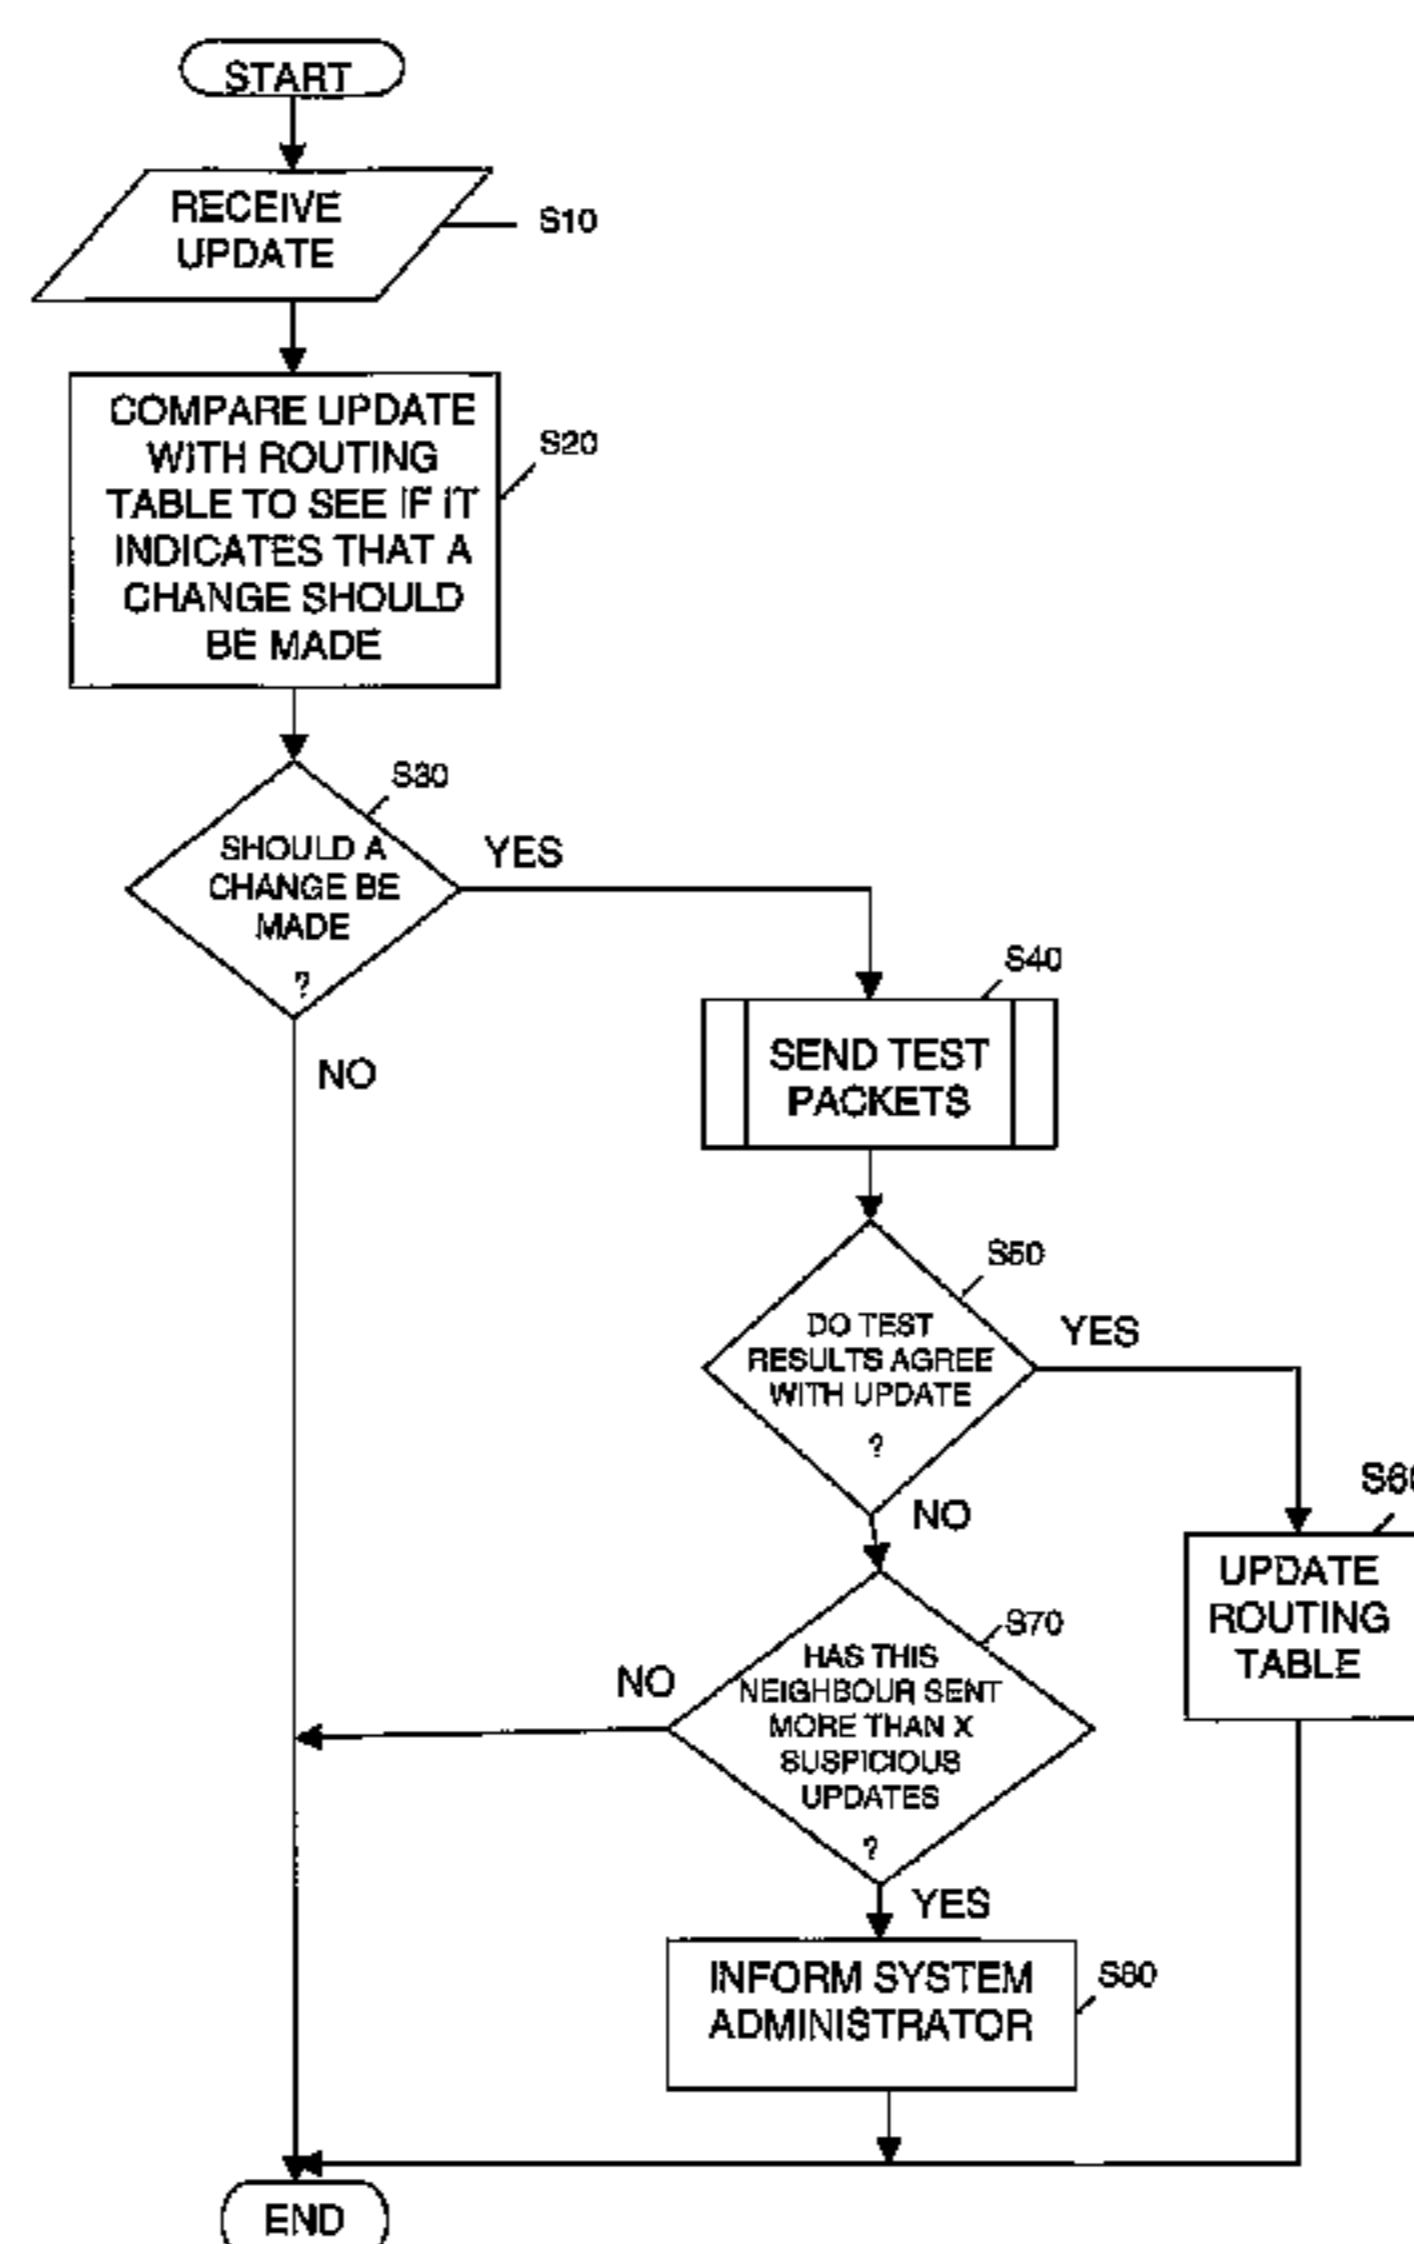 START
RECEIVE
UPDATE
S10
COMPARE UPDATE
WITH ROUTING
TABLE TO SEE IF IT
INDICATES THAT A
CHANGE SHOULD
BE MADE
S20
S30
SHOULD A
CHANGE BE
MADE
?
YES
NO
S40
SEND TEST
PACKETS
S50
DO TEST
RESULTS AGREE
WITH UPDATE
?
YES
NO
S60
UPDATE
ROUTING
TABLE
S70
HAS THIS
NEIGHBOUR SENT
MORE THAN X
SUSPICIOUS
UPDATES
?
NO
YES
INFORM SYSTEM
ADMINISTRATOR
S80
END